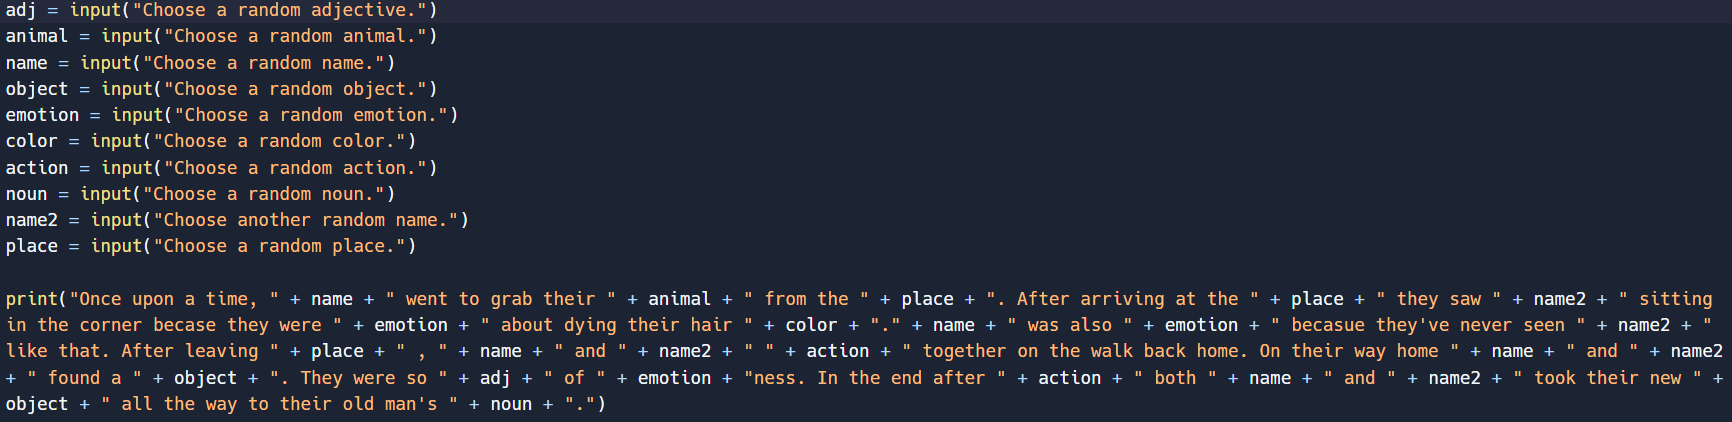 adj = input("Choose a random adjective.")
animal = input("Choose a random animal.")
name = input("Choose a random name.")
object = input("Choose a random object.")
emotion = input("Choose a random emotion.")
color = input("Choose a random color.")
action = input("Choose a random action.")
noun = input("Choose a random noun.")
name2 = input("Choose another random name.")
place = input("Choose a random place.")

print("Once upon a time, " + name + " went to grab their " + animal + " from the " + place + ". After arriving at the " + place + " they saw " + name2 + " sitting
in the corner becase they were " + emotion + " about dying their hair " + color + "." + name + " was also " + emotion + " becasue they've never seen " + name2 + "
like that. After leaving " + place + " , " + name + " and " + name2 + " " + action + " together on the walk back home. On their way home " + name + " and " + name2
+ " found a " + object + ". They were so " + adj + " of " + emotion + "ness. In the end after " + action + " both " + name + " and " + name2 + " took their new " +
object + " all the way to their old man's " + noun + ".")